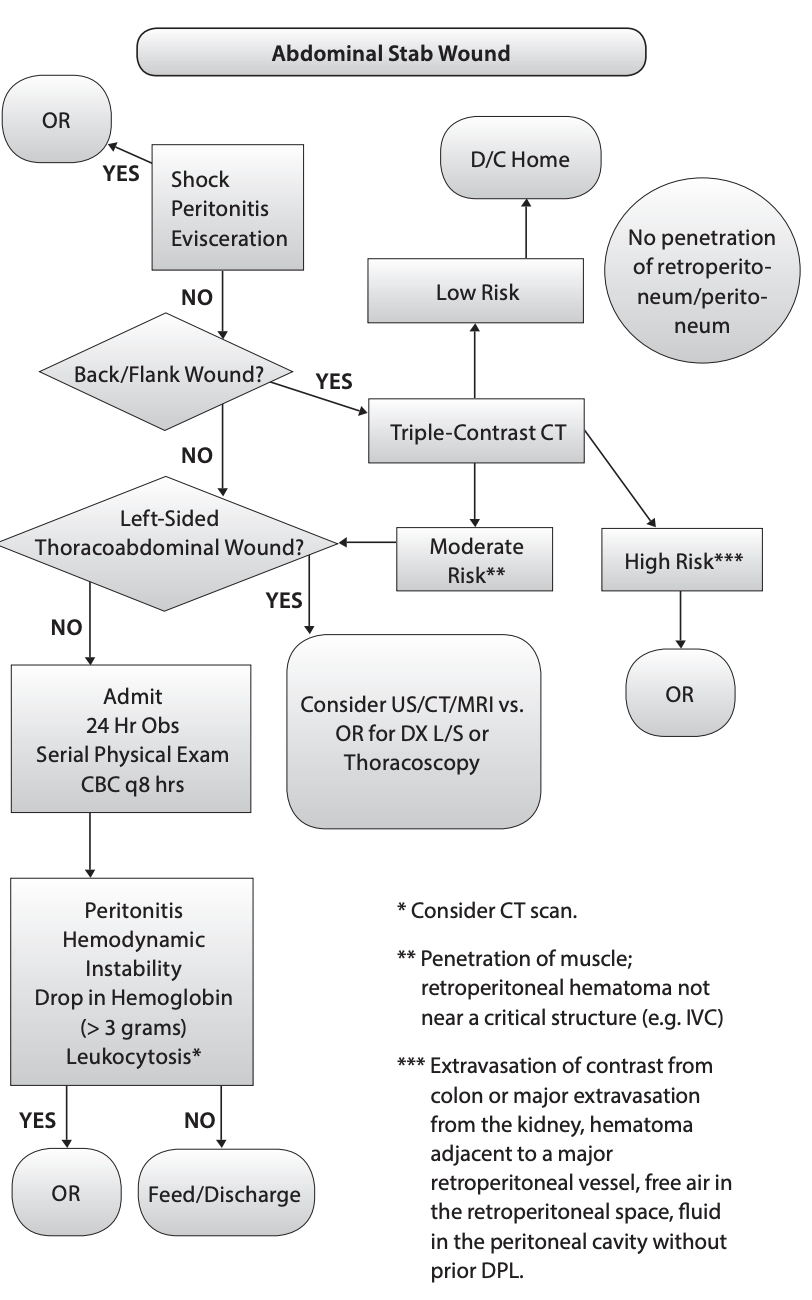 Abdominal Stab Wound
OR
YES
Shock
Peritonitis
Evisceration
D/C Home
No penetration
of retroperito-
neum/perito-
neum
Low Risk
NO
Back/Flank Wound?
YES
Triple-Contrast CT
NO
Left-Sided
Thoracoabdominal Wound?
Moderate
Risk**
High Risk***
YES
NO
OR
Admit
24 Hr Obs
Serial Physical Exam
CBC q8 hrs
Consider US/CT/MRI vs.
OR for DX L/S or
Thoracoscopy
Peritonitis
Hemodynamic
Instability
Drop in Hemoglobin
(> 3 grams)
Leukocytosis*
YES
NO
OR
Feed/Discharge
* Consider CT scan.
** Penetration of muscle;
retroperitoneal hematoma not
near a critical structure (e.g. IVC)
*** Extravasation of contrast from
colon or major extravasation
from the kidney, hematoma
adjacent to a major
retroperitoneal vessel, free air in
the retroperitoneal space, fluid
in the peritoneal cavity without
prior DPL.